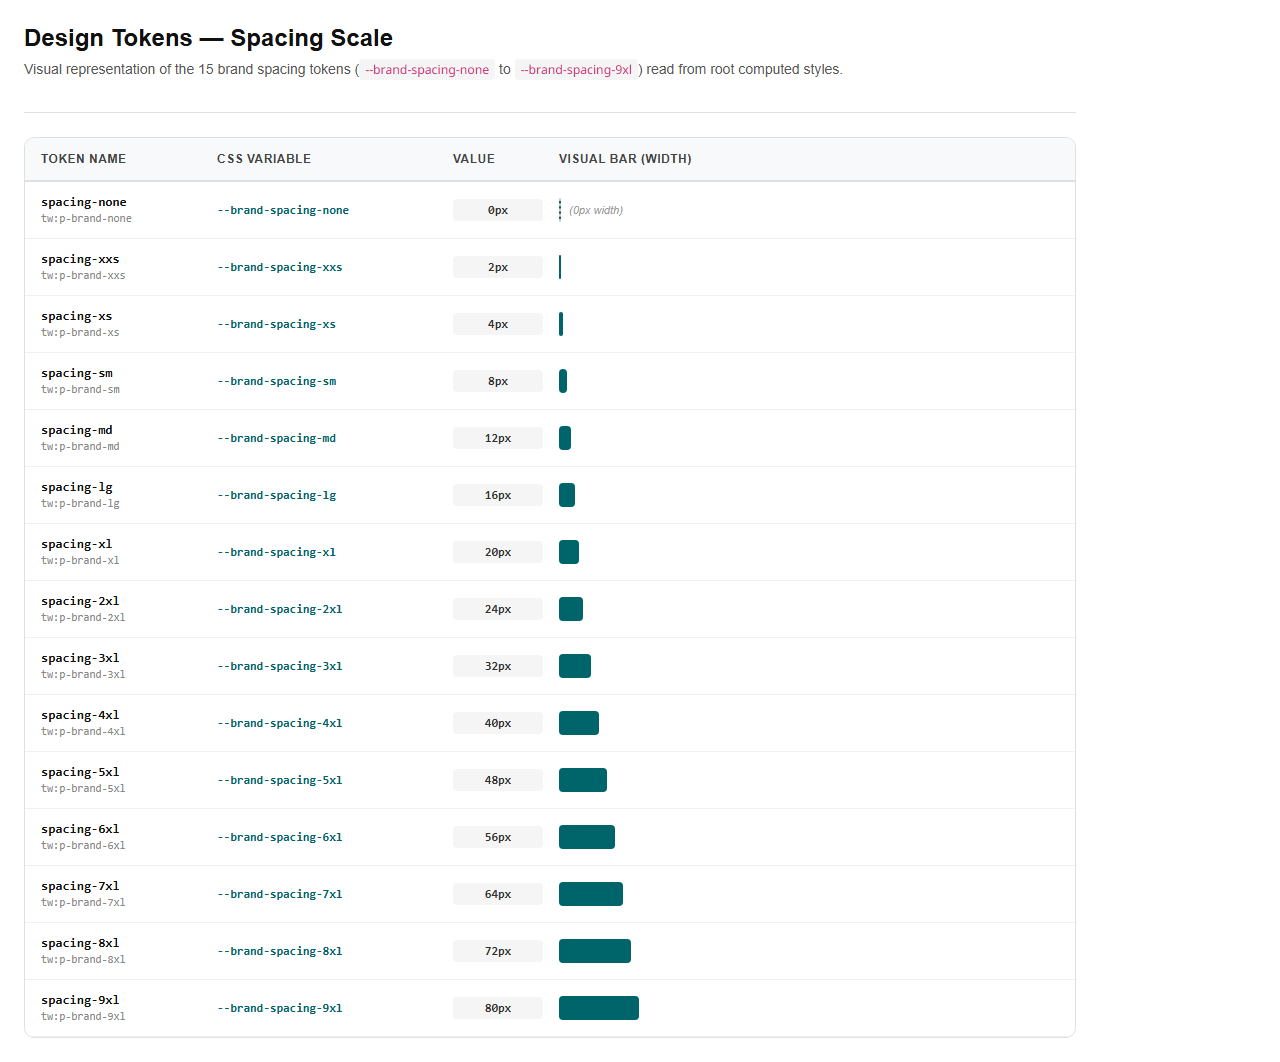 Design Tokens — Spacing Scale
Visual representation of the 15 brand spacing tokens ( --brand-spacing-none to --brand-spacing-9xl ) read from root computed styles.
TOKEN NAME CSS VARIABLE VALUE VISUAL BAR (WIDTH)
spacing-none
tw:p-brand-none
--brand-spacing-none 0px (0px width)
spacing-xxs
tw:p-brand-xxs
--brand-spacing-xxs 2px
spacing-xs
tw:p-brand-xs
--brand-spacing-xs 4px
spacing-sm
tw:p-brand-sm
--brand-spacing-sm 8px
spacing-md
tw:p-brand-md
--brand-spacing-md 12px
spacing-lg
tw:p-brand-lg
--brand-spacing-lg 16px
spacing-xl
tw:p-brand-xl
--brand-spacing-xl 20px
spacing-2xl
tw:p-brand-2xl
--brand-spacing-2xl 24px
spacing-3xl
tw:p-brand-3xl
--brand-spacing-3xl 32px
spacing-4xl
tw:p-brand-4xl
--brand-spacing-4xl 40px
spacing-5xl
tw:p-brand-5xl
--brand-spacing-5xl 48px
spacing-6xl
tw:p-brand-6xl
--brand-spacing-6xl 56px
spacing-7xl
tw:p-brand-7xl
--brand-spacing-7xl 64px
spacing-8xl
tw:p-brand-8xl
--brand-spacing-8xl 72px
spacing-9xl
tw:p-brand-9xl
--brand-spacing-9xl 80px